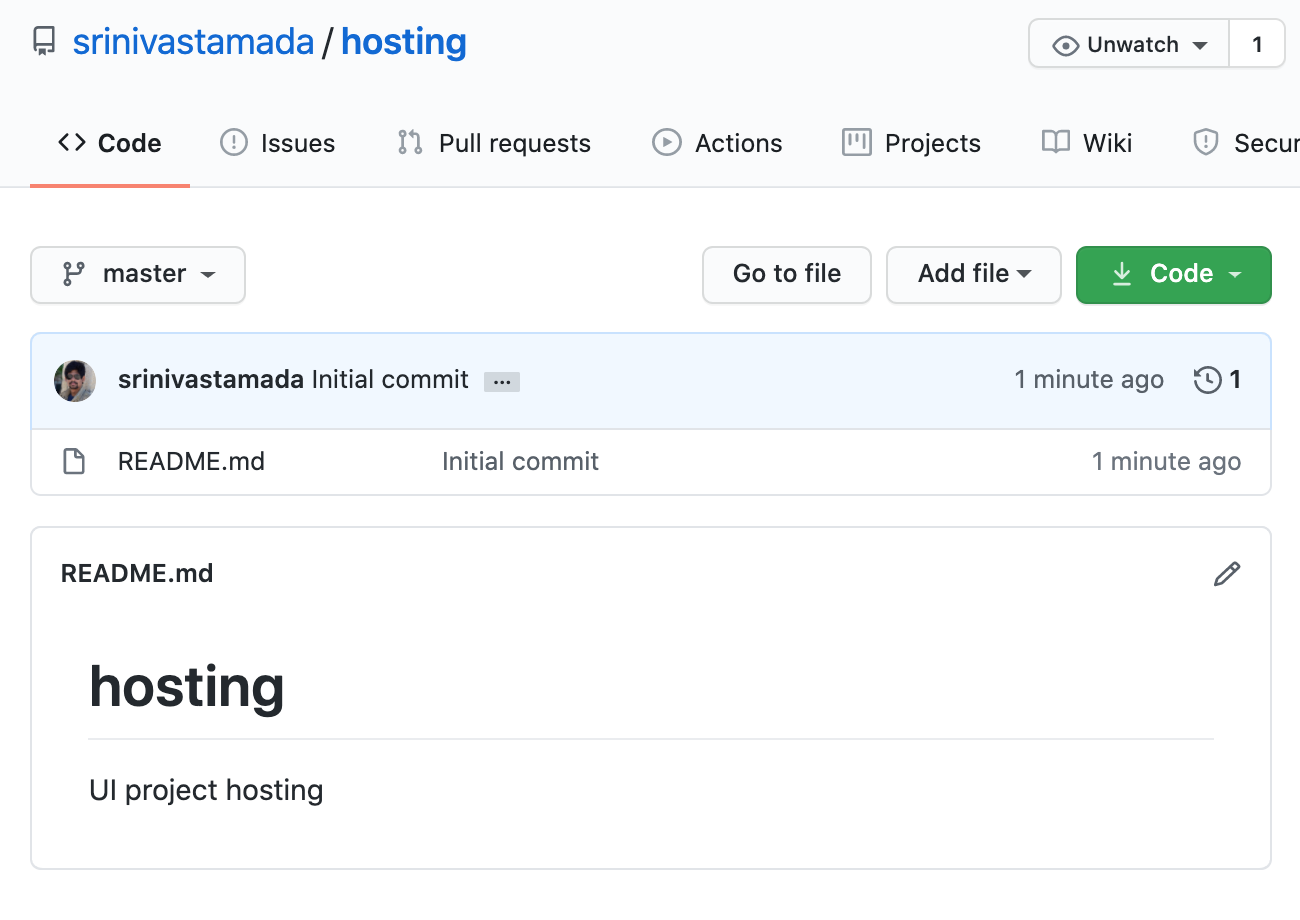 srinivastamada / hosting
Unwatch 1
Code Issues Pull requests Actions Projects Wiki Secur
master Go to file Add file Code
srinivastamada Initial commit ... 1 minute ago 1
README.md Initial commit 1 minute ago
README.md
hosting
UI project hosting